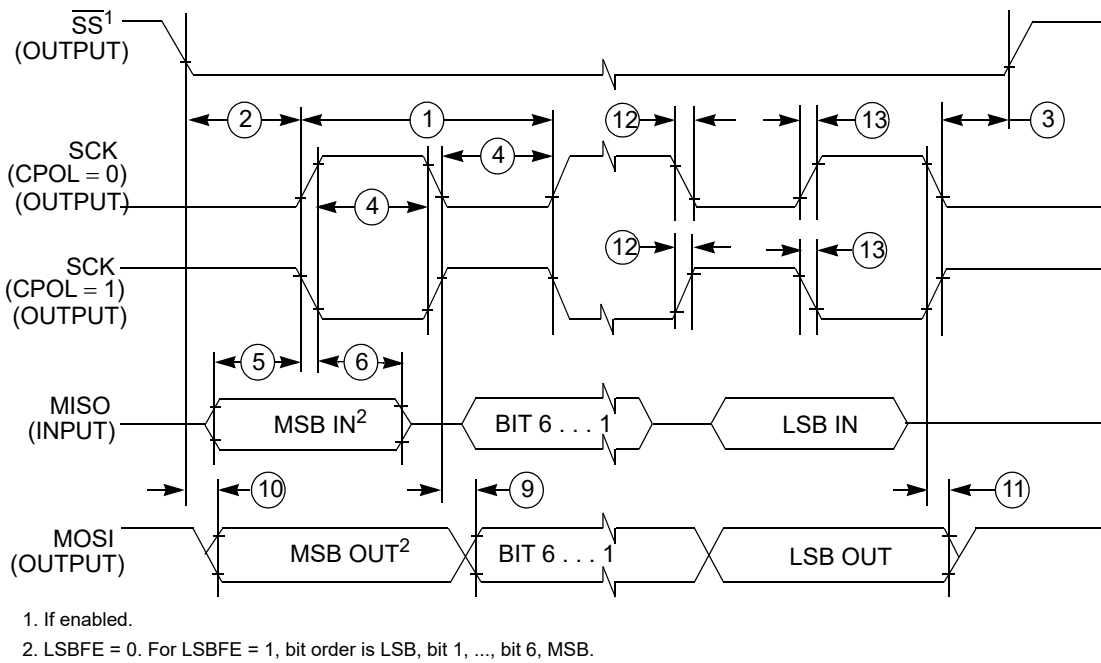 SS1
(OUTPUT)
2
1
12
13
3
SCK
(CPOL = 0)
(OUTPUT)
4
4
SCK
(CPOL = 1)
(OUTPUT)
12
13
5
6
MISO
(INPUT)
MSB IN2
BIT 6 . . . 1
LSB IN
10
9
11
MOSI
(OUTPUT)
MSB OUT2
BIT 6 . . . 1
LSB OUT
1. If enabled.
2. LSBFE = 0. For LSBFE = 1, bit order is LSB, bit 1, ..., bit 6, MSB.